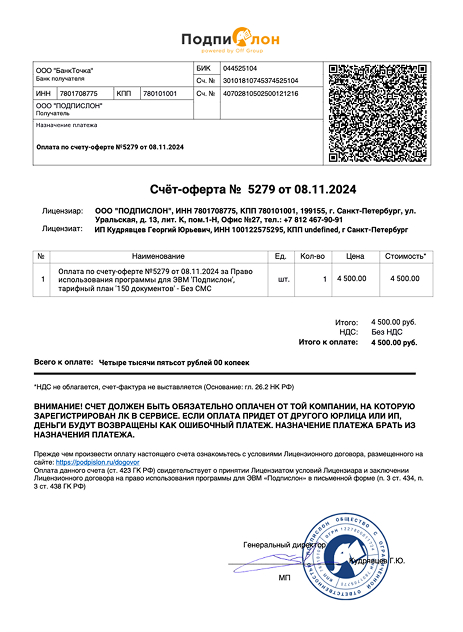 Подпислон
powered by Off Group
ООО "БанкТочка"
Банк получателя
БИК 044525104
Сч. № 30101810745374525104
ИНН 7801708775 КПП 780101001 Сч. № 40702810502500121216
ООО "ПОДПИСЛОН"
Получатель
Назначение платежа
Оплата по счету-оферте №5279 от 08.11.2024
Счёт-оферта № 5279 от 08.11.2024
Лицензиар: ООО "ПОДПИСЛОН", ИНН 7801708775, КПП 780101001, 199155, г. Санкт-Петербург, ул.
Уральская, д. 13, лит. К, пом.1-Н, Офис №27, тел.: +7 812 467-90-91
Лицензиат: ИП Кудрявцев Георгий Юрьевич, ИНН 100122575295, КПП undefined, г Санкт-Петербург
№ Наименование Ед. Кол-во Цена Стоимость*
1 Оплата по счету-оферте №5279 от 08.11.2024 за Право
использования программы для ЭВМ 'Подпислон',
тарифный план '150 документов' - Без СМС
шт. 1 4 500.00 4 500.00
Итого: 4 500.00 руб.
НДС: Без НДС
Итого к оплате: 4 500.00 руб.
Всего к оплате: Четыре тысячи пятьсот рублей 00 копеек
*НДС не облагается, счет-фактура не выставляется (Основание: гл. 26.2 НК РФ)
ВНИМАНИЕ! СЧЕТ ДОЛЖЕН БЫТЬ ОБЯЗАТЕЛЬНО ОПЛАЧЕН ОТ ТОЙ КОМПАНИИ, НА КОТОРУЮ
ЗАРЕГИСТРИРОВАН ЛК В СЕРВИСЕ. ЕСЛИ ОПЛАТА ПРИДЕТ ОТ ДРУГОГО ЮРЛИЦА ИЛИ ИП,
ДЕНЬГИ БУДУТ ВОЗВРАЩЕНЫ КАК ОШИБОЧНЫЙ ПЛАТЕЖ. НАЗНАЧЕНИЕ ПЛАТЕЖА БРАТЬ ИЗ
НАЗНАЧЕНИЯ ПЛАТЕЖА.
Прежде чем произвести оплату настоящего счета ознакомьтесь с условиями Лицензионного договора, размещенного на
сайте: https://podpislon.ru/dogovor
Оплата данного счета (ст. 423 ГК РФ) свидетельствует о принятии Лицензиатом условий Лицензиара и заключении
Лицензионного договора на право использования программы для ЭВМ «Подпислон» в письменной форме (п. 3 ст. 434, п.
3 ст. 438 ГК РФ)
Генеральный директор
Кудрявцев Г.Ю.
МП